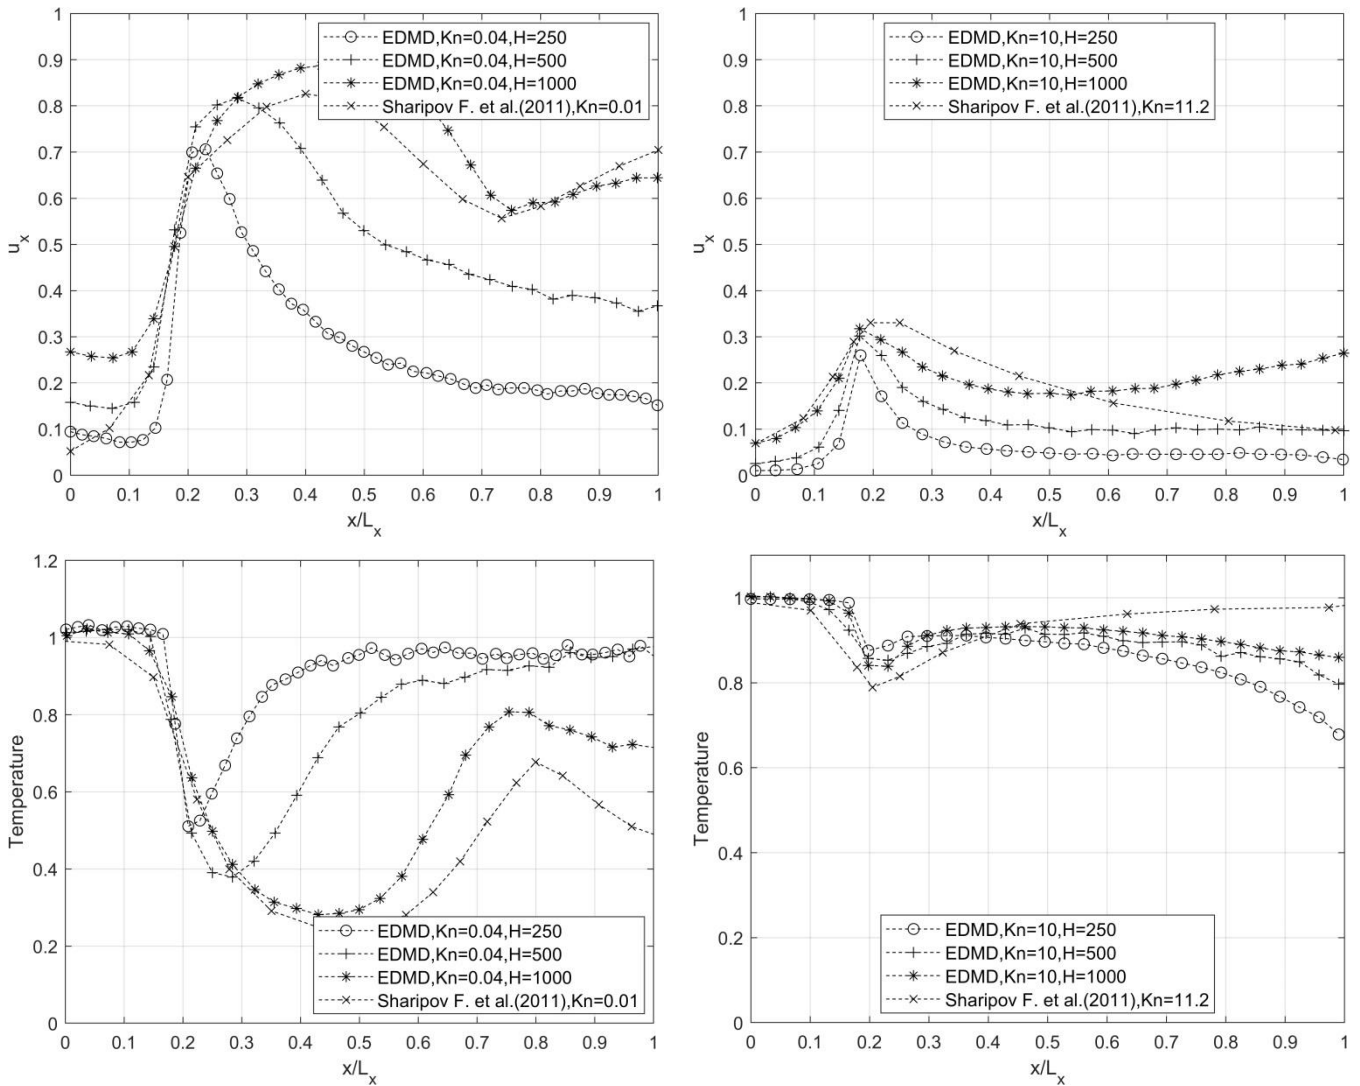 1
0.9
0.8
0.7
0.6
0.5
0.4
0.3
0.2
0.1
0
u_x
0 0.1 0.2 0.3 0.4 0.5 0.6 0.7 0.8 0.9 1
x/L_x
EDMD,Kn=0.04,H=250
EDMD,Kn=0.04,H=500
EDMD,Kn=0.04,H=1000
Sharipov F. et al.(2011),Kn=0.01
1
0.9
0.8
0.7
0.6
0.5
0.4
0.3
0.2
0.1
0
u_x
0 0.1 0.2 0.3 0.4 0.5 0.6 0.7 0.8 0.9 1
x/L_x
EDMD,Kn=10,H=250
EDMD,Kn=10,H=500
EDMD,Kn=10,H=1000
Sharipov F. et al.(2011),Kn=11.2
1.2
1
0.8
0.6
0.4
0.2
0
Temperature
0 0.1 0.2 0.3 0.4 0.5 0.6 0.7 0.8 0.9 1
x/L_x
EDMD,Kn=0.04,H=250
EDMD,Kn=0.04,H=500
EDMD,Kn=0.04,H=1000
Sharipov F. et al.(2011),Kn=0.01
1
0.8
0.6
0.4
0.2
0
Temperature
0 0.1 0.2 0.3 0.4 0.5 0.6 0.7 0.8 0.9 1
x/L_x
EDMD,Kn=10,H=250
EDMD,Kn=10,H=500
EDMD,Kn=10,H=1000
Sharipov F. et al.(2011),Kn=11.2